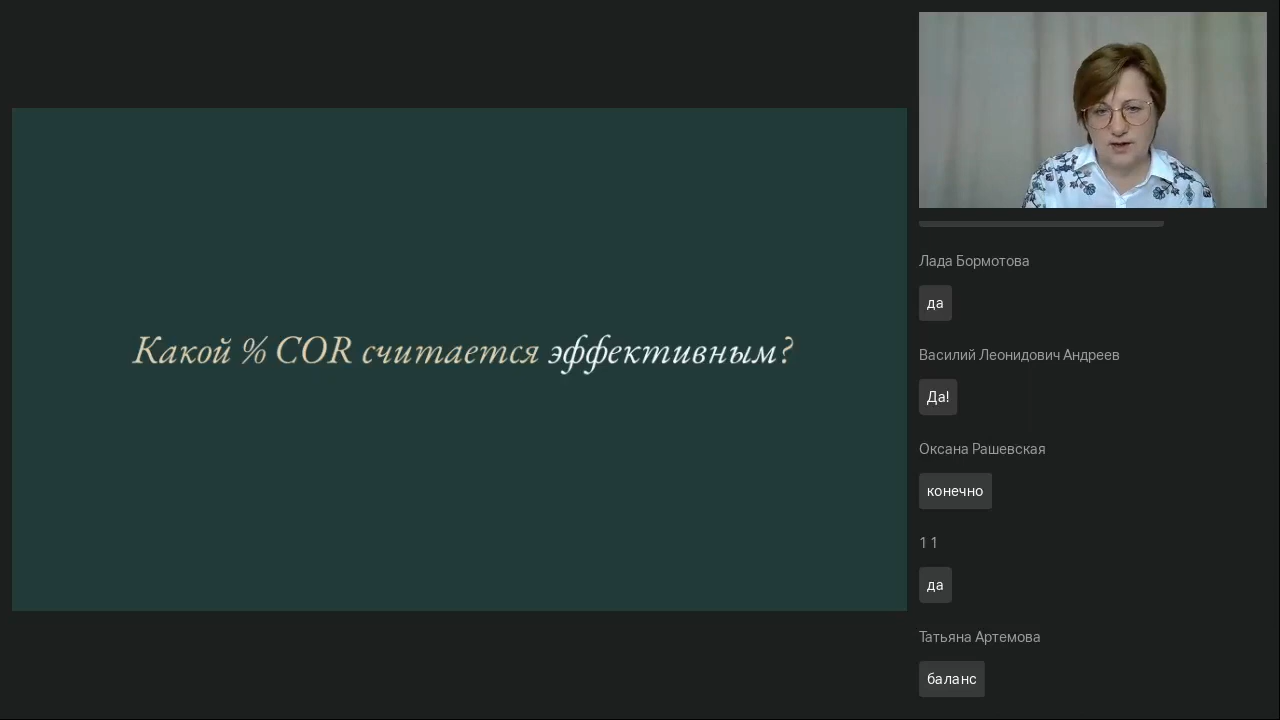 Какой % COR считается эффективным?
Лада Бормотова
да
Василий Леонидович Андреев
Да!
Оксана Рашевская
конечно
1 1
да
Татьяна Артемова
баланс